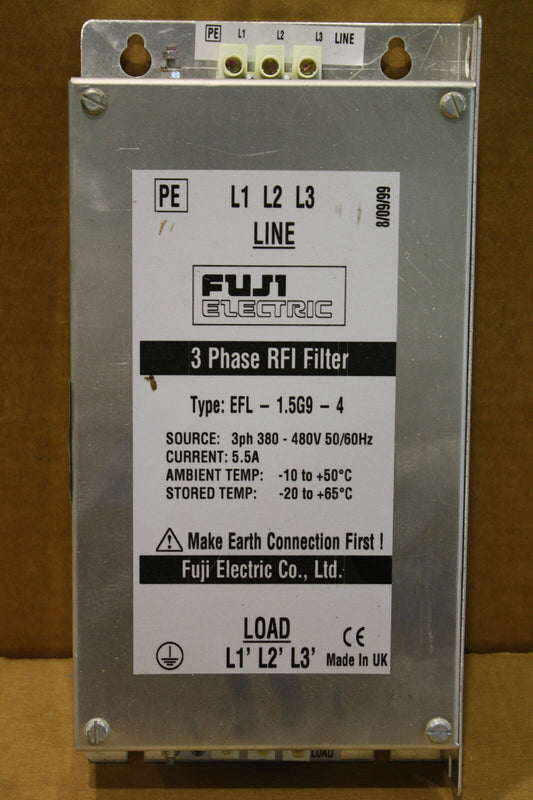 PE L1 L2 L3 LINE
PE L1 L2 L3
8/09/99
LINE
FUJI
ELECTRIC
3 Phase RFI Filter
Type: EFL - 1.5G9 - 4
SOURCE: 3ph 380 - 480V 50/60Hz
CURRENT: 5.5A
AMBIENT TEMP: -10 to +50°C
STORED TEMP: -20 to +65°C
Make Earth Connection First !
Fuji Electric Co., Ltd.
LOAD CE
L1' L2' L3' Made In UK
LOAD